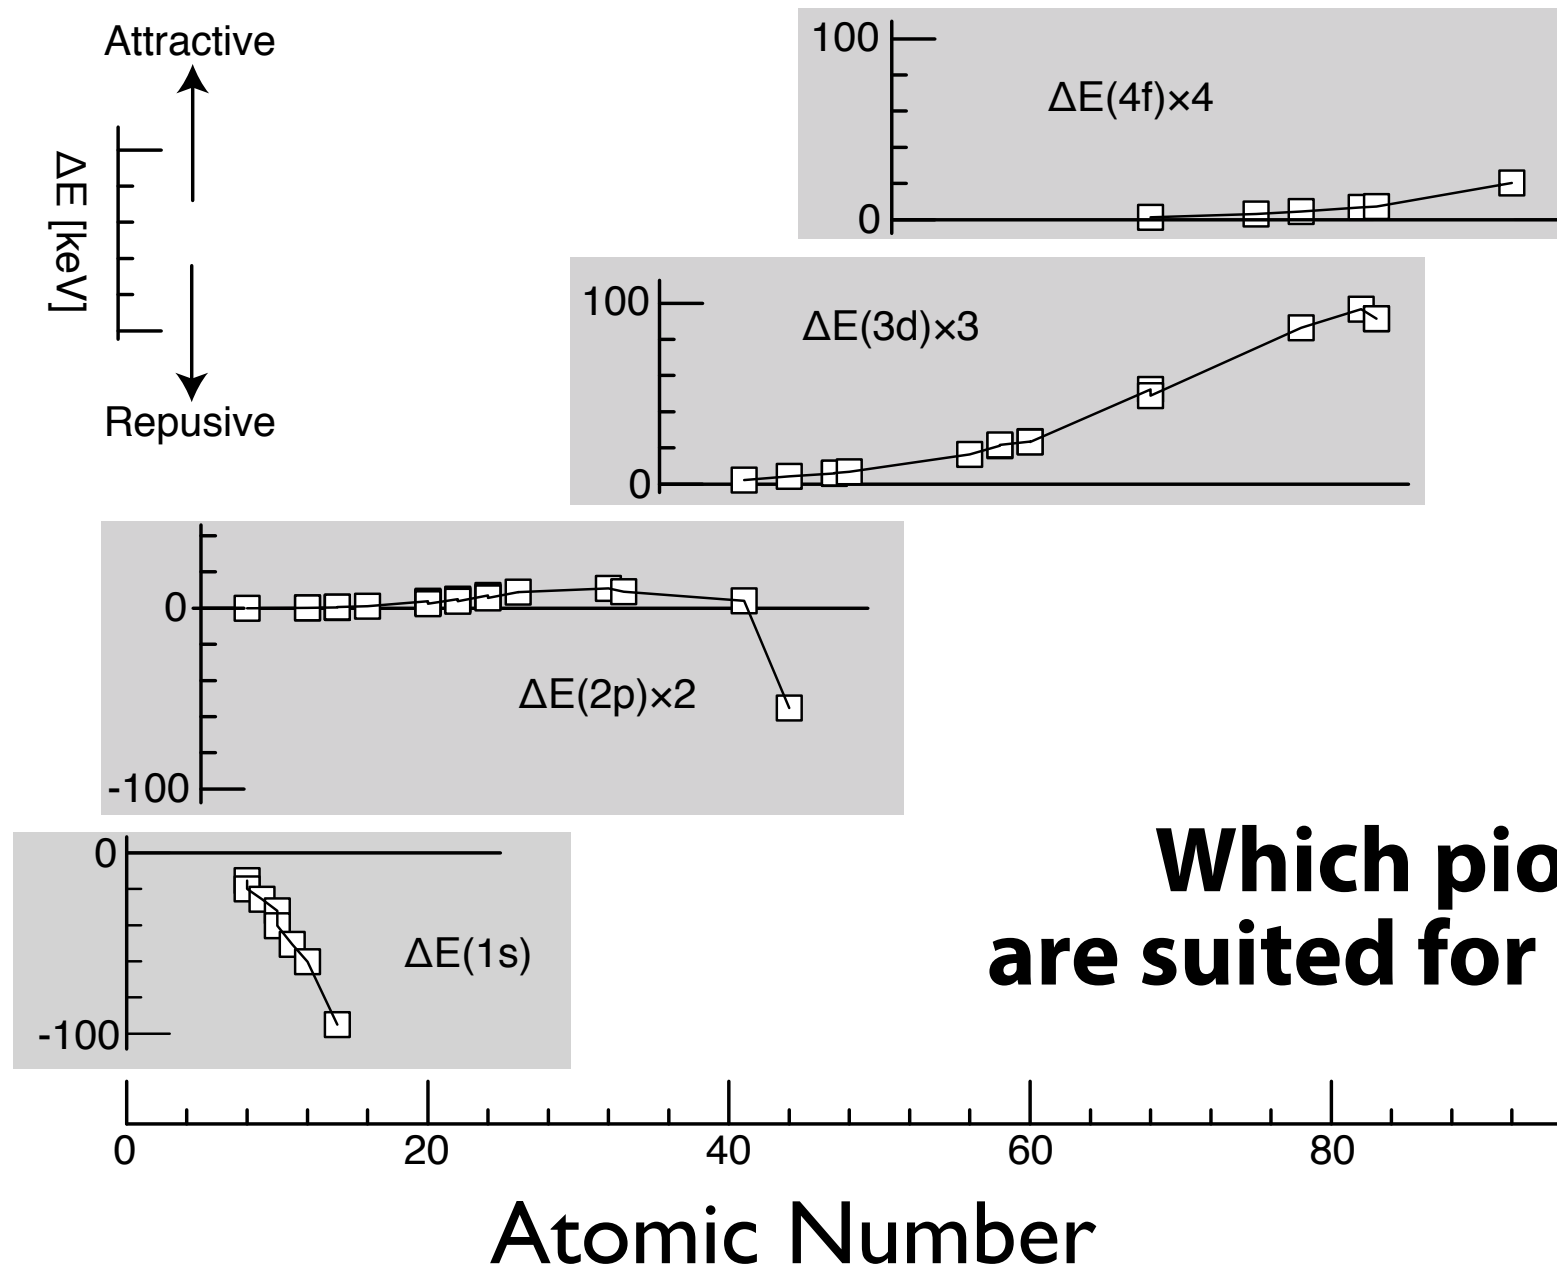 Attractive
ΔE [keV]
Repusive
100
ΔE(4f)×4
0
100
ΔE(3d)×3
0
0
ΔE(2p)×2
-100
0
ΔE(1s)
-100
Which pio
are suited for
0 20 40 60 80
Atomic Number